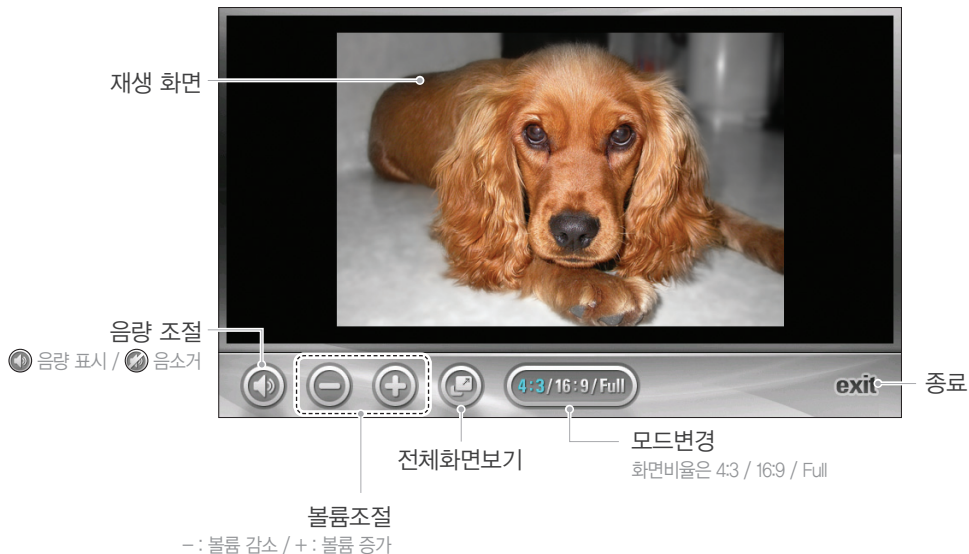 재생 화면
음량 조절
음량 표시 / 음소거
4:3/16:9/Full
exit
종료
전체화면보기
모드변경
화면비율은 4:3 / 16:9 / Full
볼륨조절
- : 볼륨 감소 / + : 볼륨 증가